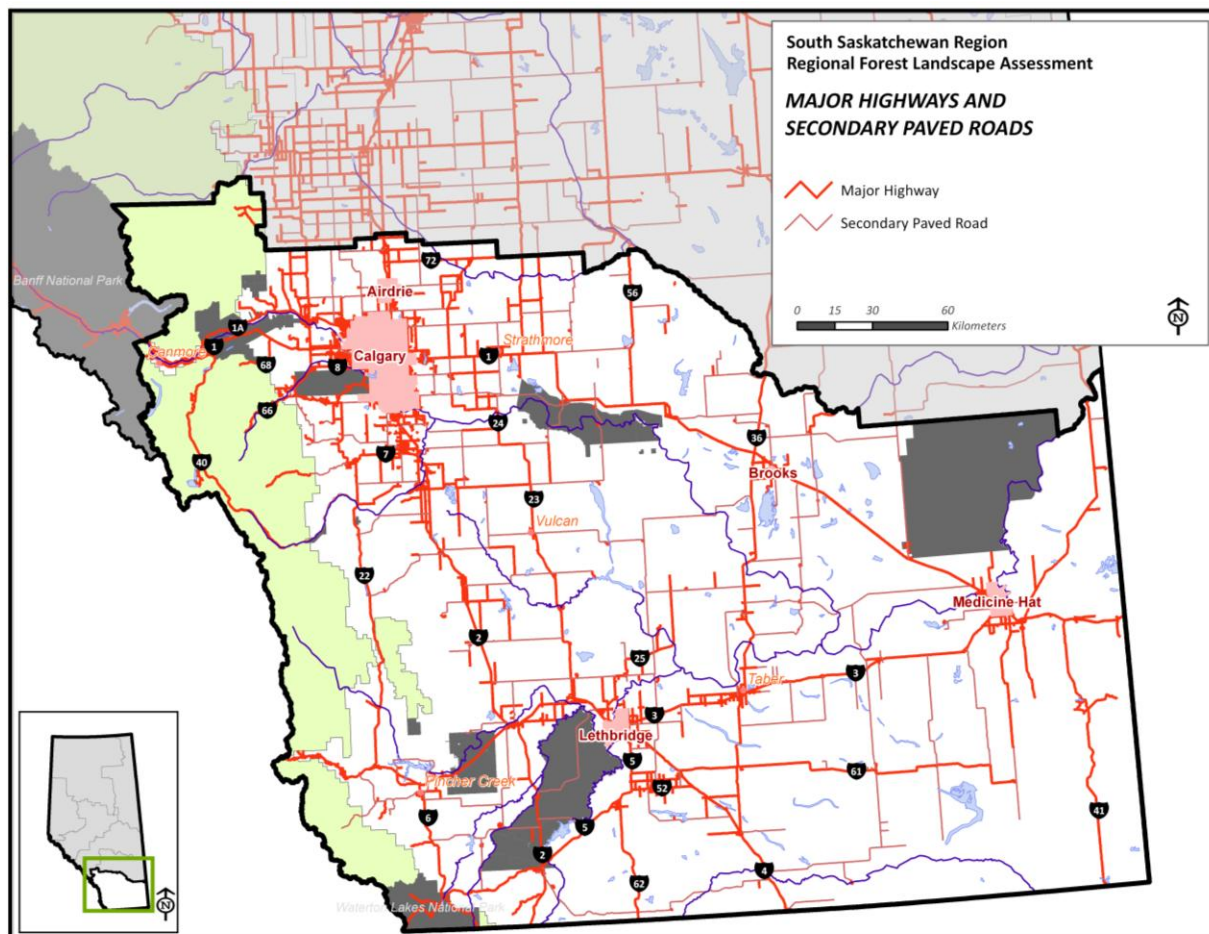 South Saskatchewan Region
Regional Forest Landscape Assessment
MAJOR HIGHWAYS AND
SECONDARY PAVED ROADS
Major Highway
Secondary Paved Road
0 15 30 60
Kilometers
N
72
Banff National Park
Airdrie
56
1A
1
Canmore
Strathmore
1
Calgary
68
8
66
24
36
7
40
Brooks
23
Vulcan
22
Medicine Hat
2
25
Taber
3
3
Lethbridge
5
61
Pincher Creek
52
6
5
41
2
4
62
Waterton Lakes National Park
N